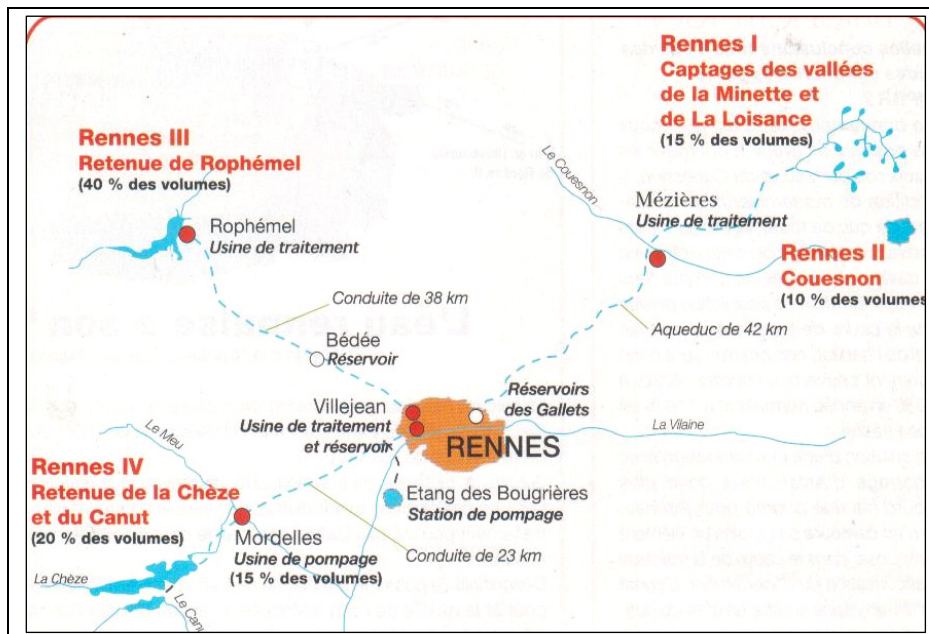 Rennes I
Captages des vallées
de la Minette et
de La Loisance
(15 % des volumes)
Rennes III
Retenue de Rophémel
(40 % des volumes)
Le Couesnon
Mézières
Usine de traitement
Rophémel
Usine de traitement
Rennes II
Couesnon
(10 % des volumes
Conduite de 38 km
Aqueduc de 42 km
Bédée
Réservoir
Villejean
Usine de traitement
et réservoir
Réservoirs
des Gallets
RENNES
La Vilaine
Le Meu
Rennes IV
Retenue de la Chèze
et du Canut
(20 % des volumes)
Etang des Bougrières
Station de pompage
Mordelles
Usine de pompage
(15 % des volumes)
Conduite de 23 km
La Chèze
Le Canu